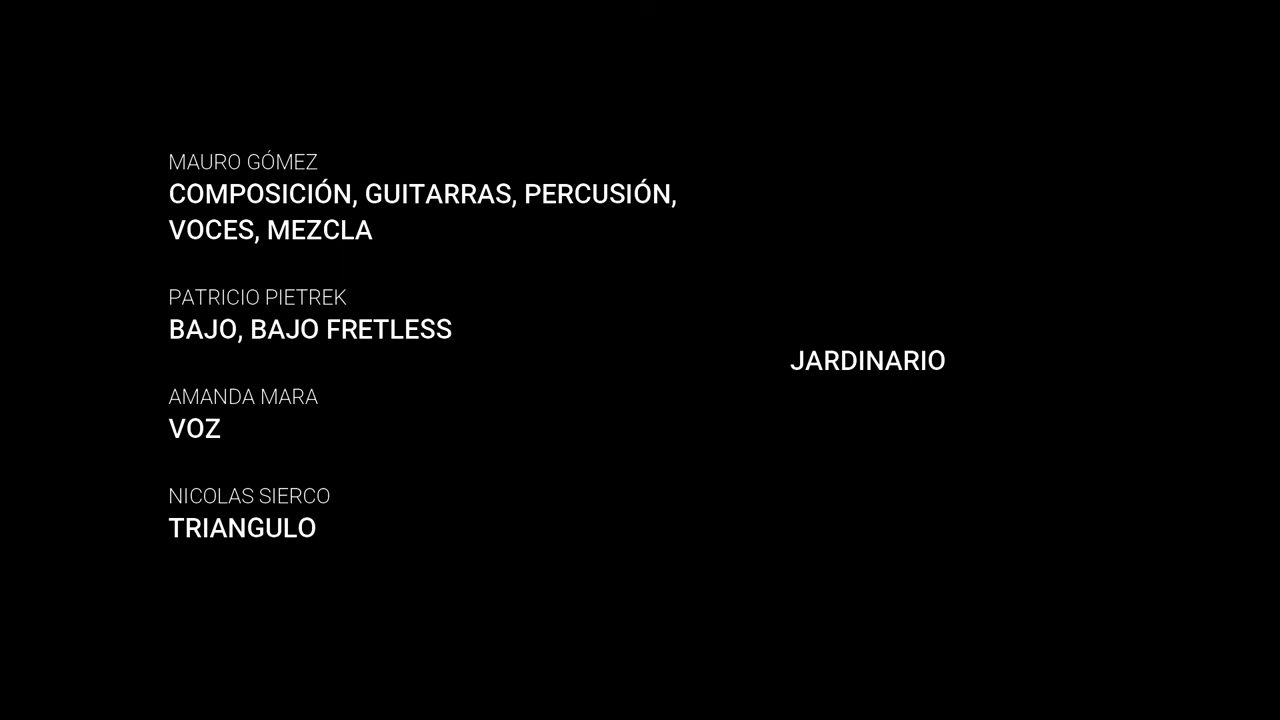 MAURO GÓMEZ
COMPOSICIÓN, GUITARRAS, PERCUSIÓN,
VOCES, MEZCLA
PATRICIO PIETREK
BAJO, BAJO FRETLESS
AMANDA MARA
VOZ
NICOLAS SIERCO
TRIANGULO
JARDINARIO